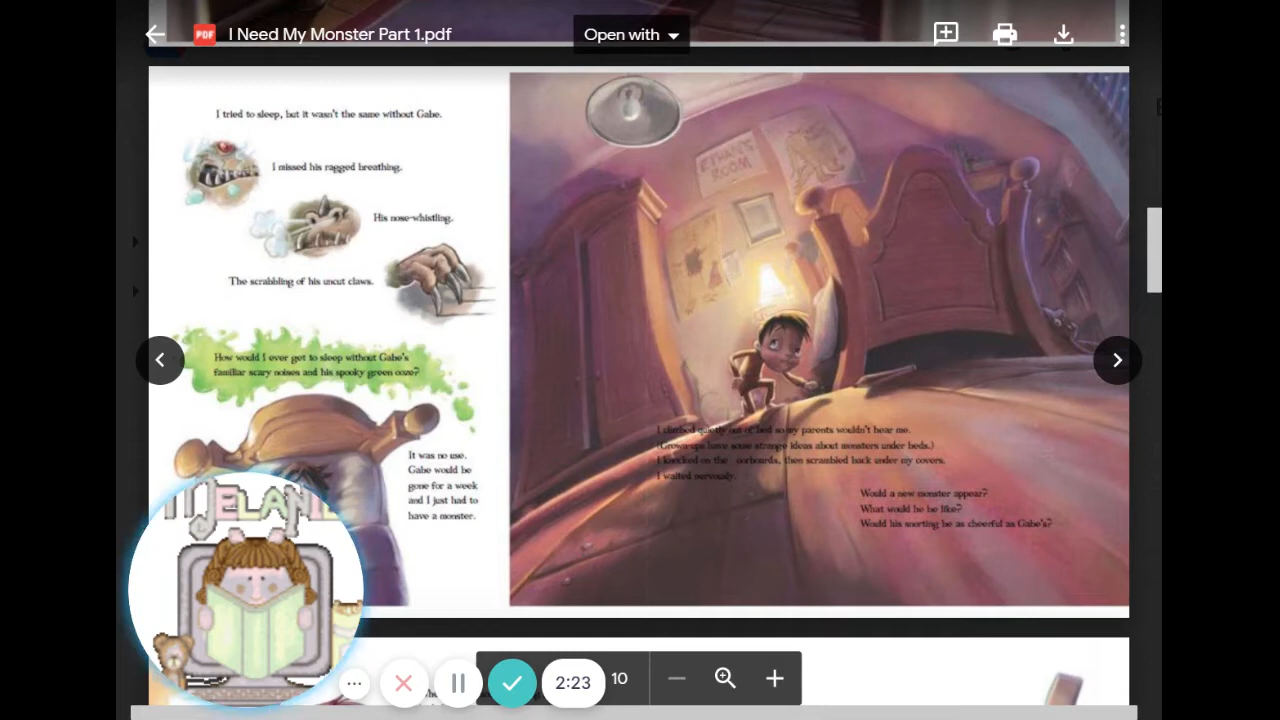 I Need My Monster Part 1.pdf
Open with
I tried to sleep, but it wasn't the same without Gabe.
I missed his ragged breathing.
His nose-whistling.
The scrabbling of his uncut claws.
How would I ever get to sleep without Gabe's
familiar scary noises and his spooky green ooze?
It was no use.
Gabe would be
gone for a week
and I just had to
have a monster.
ETHAN'S
ROOM
I climbed quietly out of bed so my parents wouldn't hear me.
(Grown-ups have some strange ideas about monsters under beds.)
I knocked on the oorboards, then scrambled back under my covers.
I waited nervously.
Would a new monster appear?
What would he be like?
Would his snorting be as cheerful as Gabe's?
2:23
10